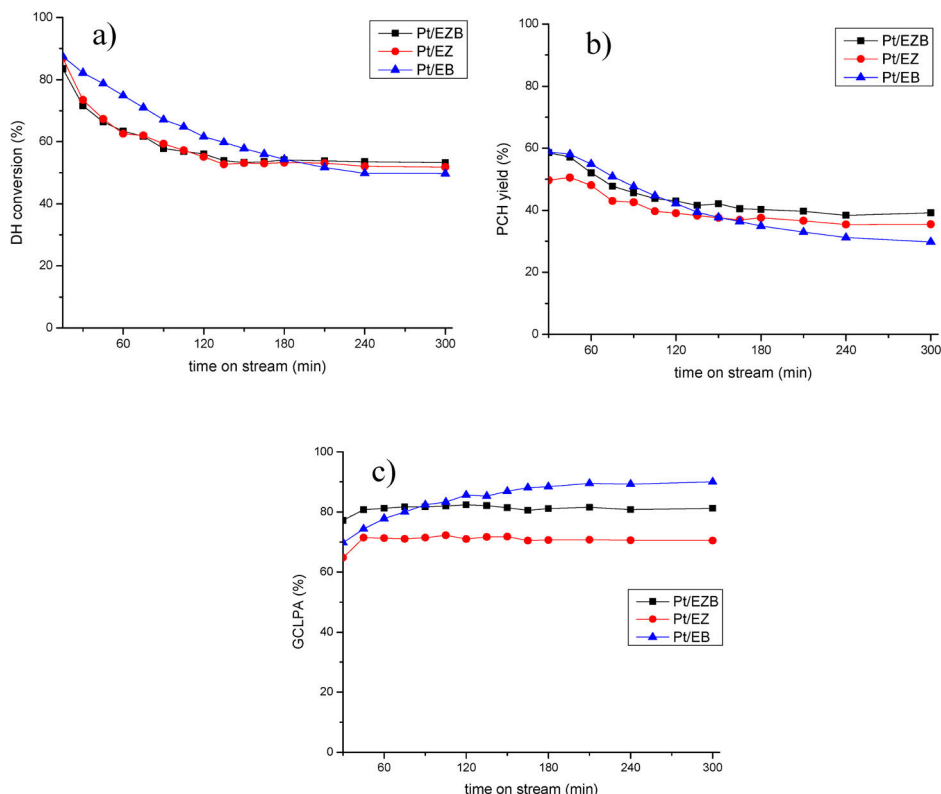 a)
Pt/EZB
Pt/EZ
Pt/EB
100
80
60
40
20
0
DH conversion (%)
60
120
180
240
300
time on stream (min)
b)
Pt/EZB
Pt/EZ
Pt/EB
100
80
60
40
20
0
PCH yield (%)
60
120
180
240
300
time on stream (min)
c)
100
80
60
40
20
0
GCLPA (%)
Pt/EZB
Pt/EZ
Pt/EB
60
120
180
240
300
time on stream (min)